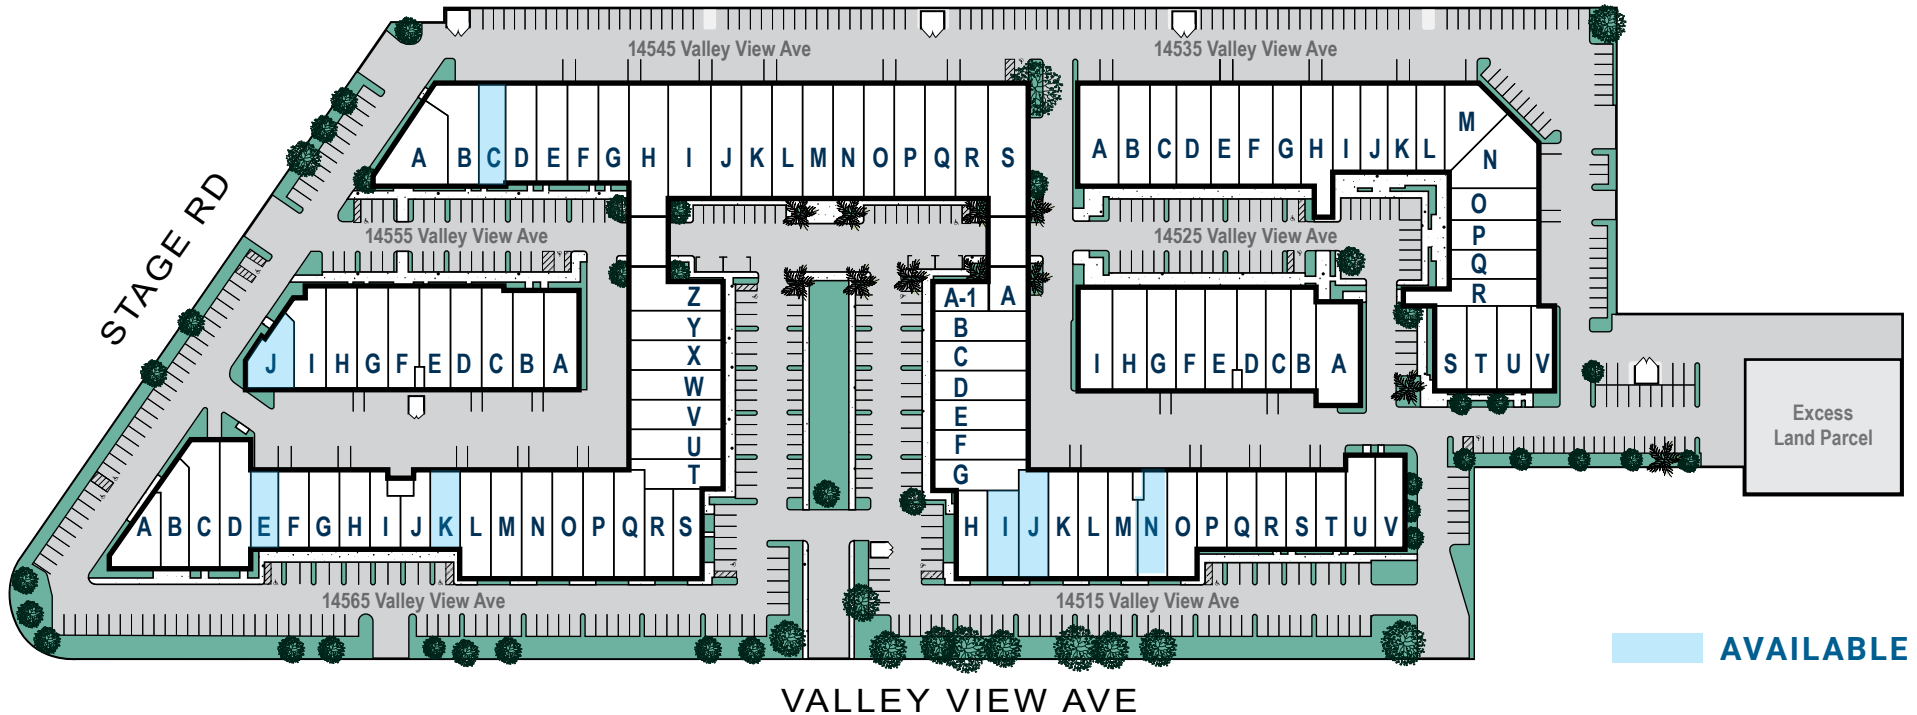 14545 Valley View Ave
14535 Valley View Ave
A B C D E F G H I J K L M N O P Q R S
A B C D E F G H I J K L M
N
O
P
Q
R
S T U V
STAGE RD
14555 Valley View Ave
14525 Valley View Ave
J I H G F E D C B A
Z
Y
X
W
V
U
T
A-1 A
B
C
D
E
F
G
I H G F E D C B A
Excess
Land Parcel
A B C D E F G H I J K L M N O P Q R S
H I J K L M N O P Q R S T U V
14565 Valley View Ave
14515 Valley View Ave
AVAILABLE
VALLEY VIEW AVE